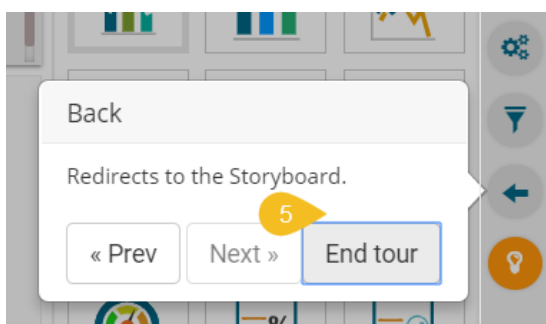 Back
Redirects to the Storyboard.
5
« Prev
Next »
End tour
%